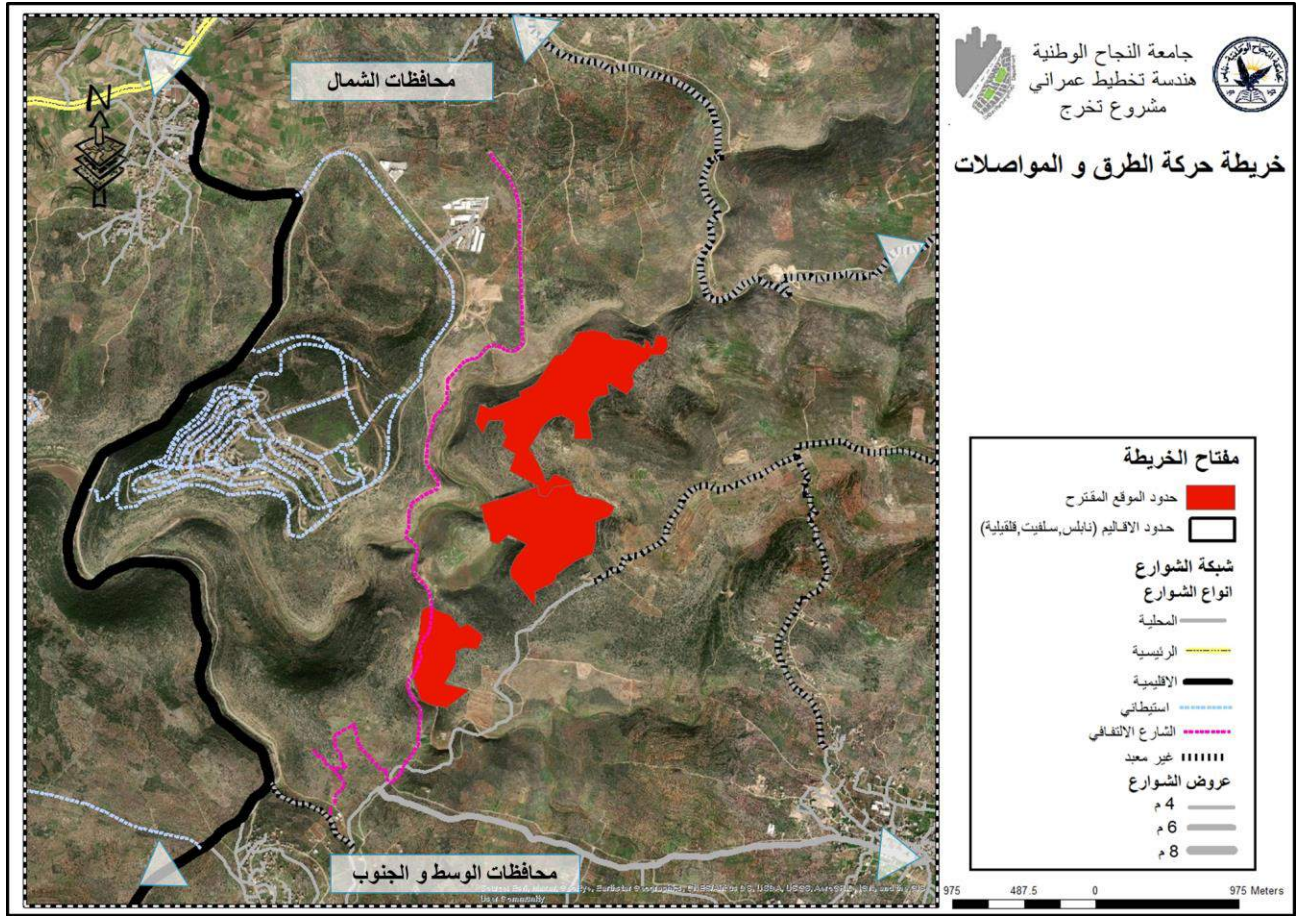 جامعة النجاح الوطنية
هندسة تخطيط عمراني
مشروع تخرج
خريطة حركة الطرق و المواصلات
محافظات الشمال
N
محافظات الوسط و الجنوب
مفتاح الخريطة
حدود الموقع المقترح
حدود الاقاليم (نابلس,سلفيت,قلقيلية)
شبكة الشوارع
انواع الشوارع
المحلية
الرئيسية
الاقليمية
استيطاني
الشارع الالتفافي
غير معبد
عروض الشوارع
4 م
6 م
8 م
975 487.5 0 975 Meters